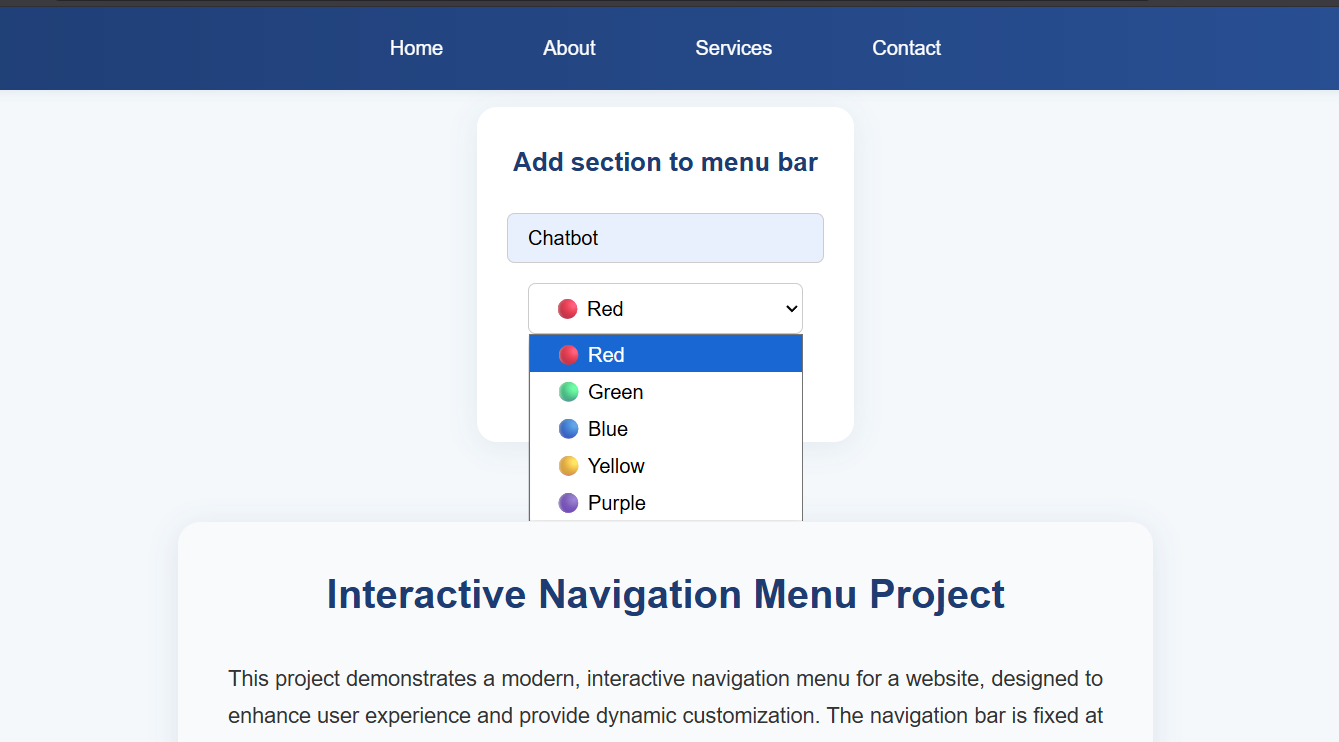 Home About Services Contact
Add section to menu bar
Chatbot
Red
Red
Green
Blue
Yellow
Purple
Interactive Navigation Menu Project
This project demonstrates a modern, interactive navigation menu for a website, designed to
enhance user experience and provide dynamic customization. The navigation bar is fixed at